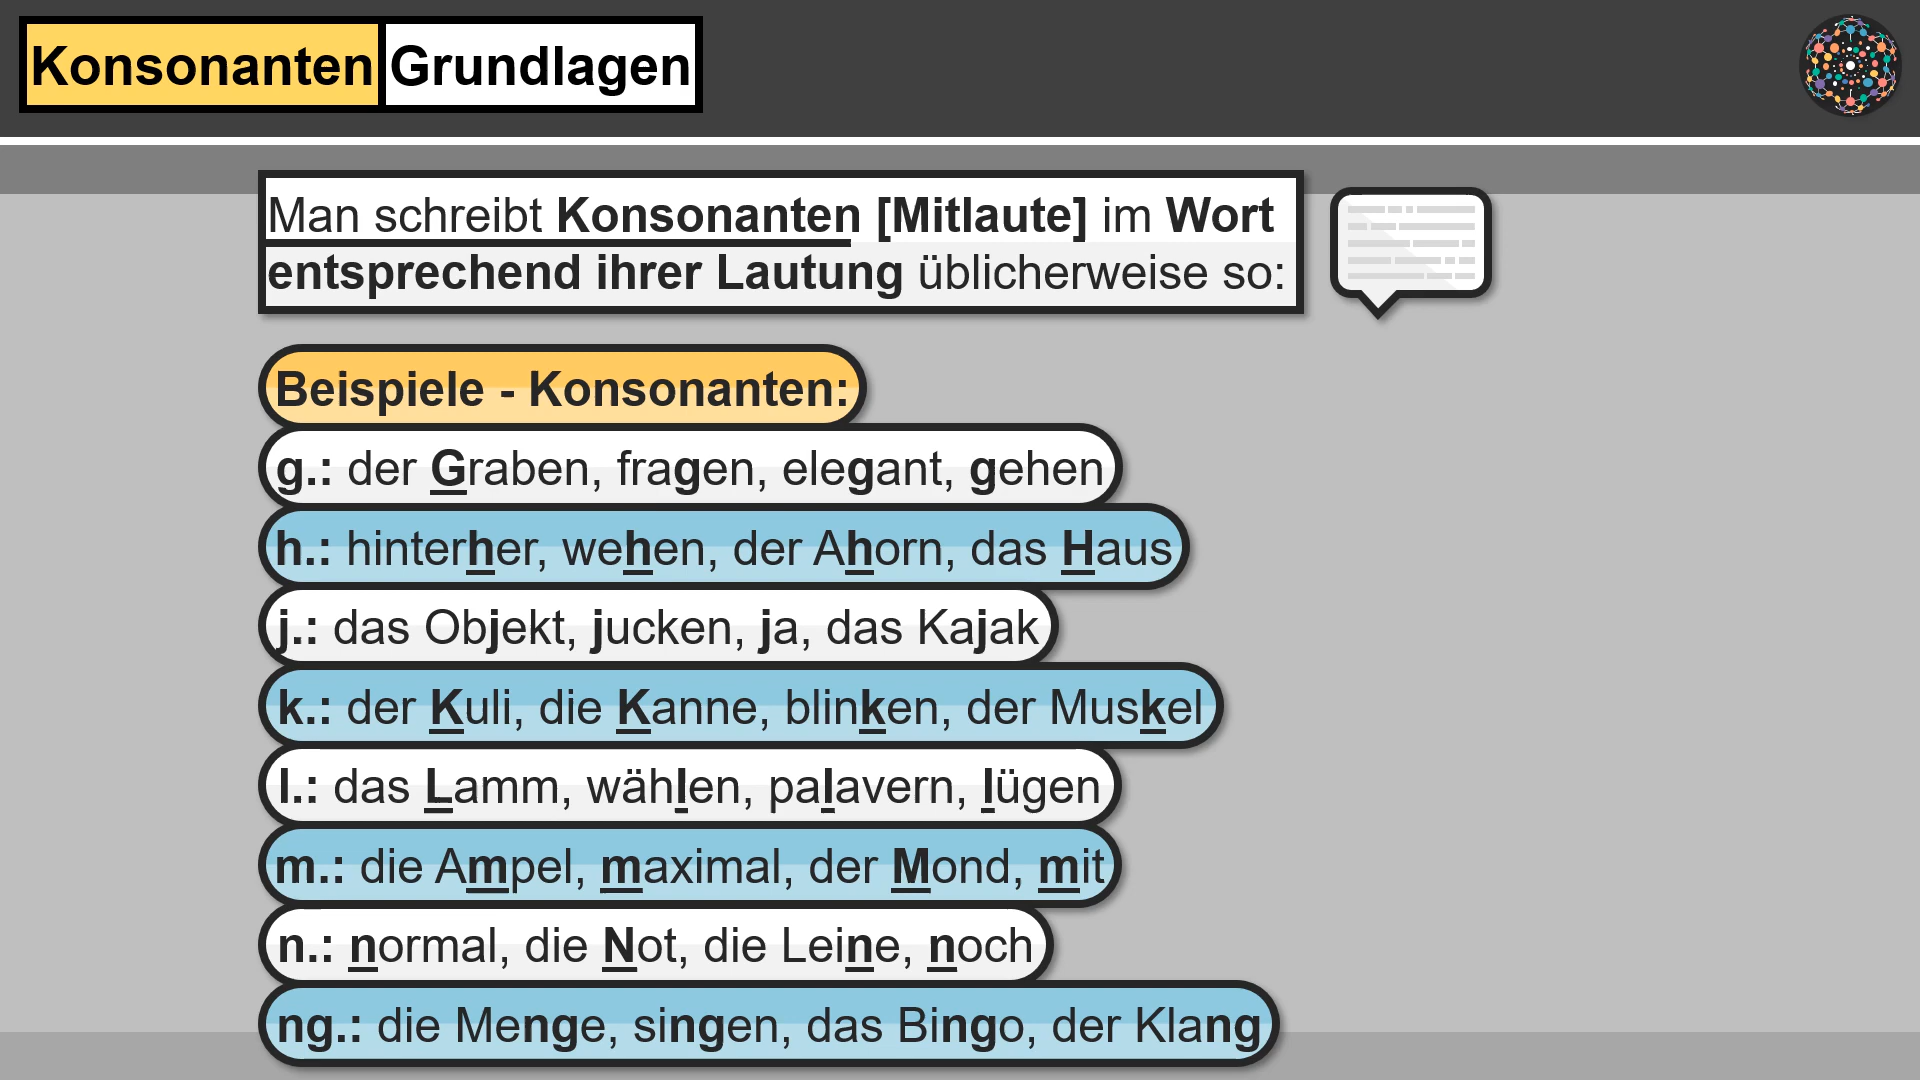 Konsonanten Grundlagen
Man schreibt Konsonanten [Mitlaute] im Wort
entsprechend ihrer Lautung üblicherweise so:
Beispiele - Konsonanten:
g.: der Graben, fragen, elegant, gehen
h.: hinterher, wehen, der Ahorn, das Haus
j.: das Objekt, jucken, ja, das Kajak
k.: der Kuli, die Kanne, blinken, der Muskel
l.: das Lamm, wählen, palavern, lügen
m.: die Ampel, maximal, der Mond, mit
n.: normal, die Not, die Leine, noch
ng.: die Menge, singen, das Bingo, der Klang